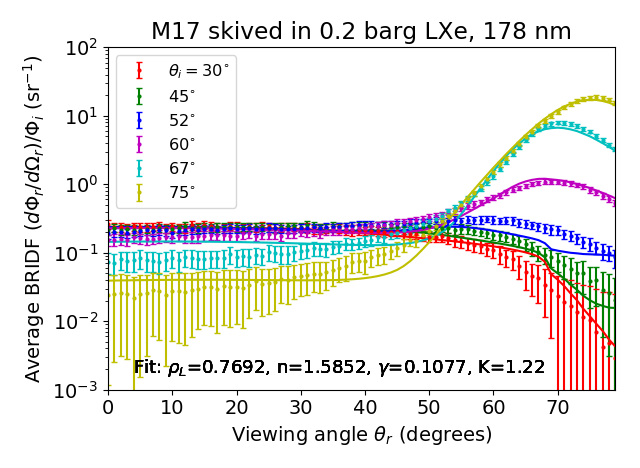 M17 skived in 0.2 barg LXe, 178 nm
Average BRIDF (dΦ_r/dΩ_r)/Φ_i (sr⁻¹)
10²
10¹
10⁰
10⁻¹
10⁻²
10⁻³
θ_i = 30°
45°
52°
60°
67°
75°
Fit: ρ_L=0.7692, n=1.5852, γ=0.1077, K=1.22
0 10 20 30 40 50 60 70
Viewing angle θ_r (degrees)